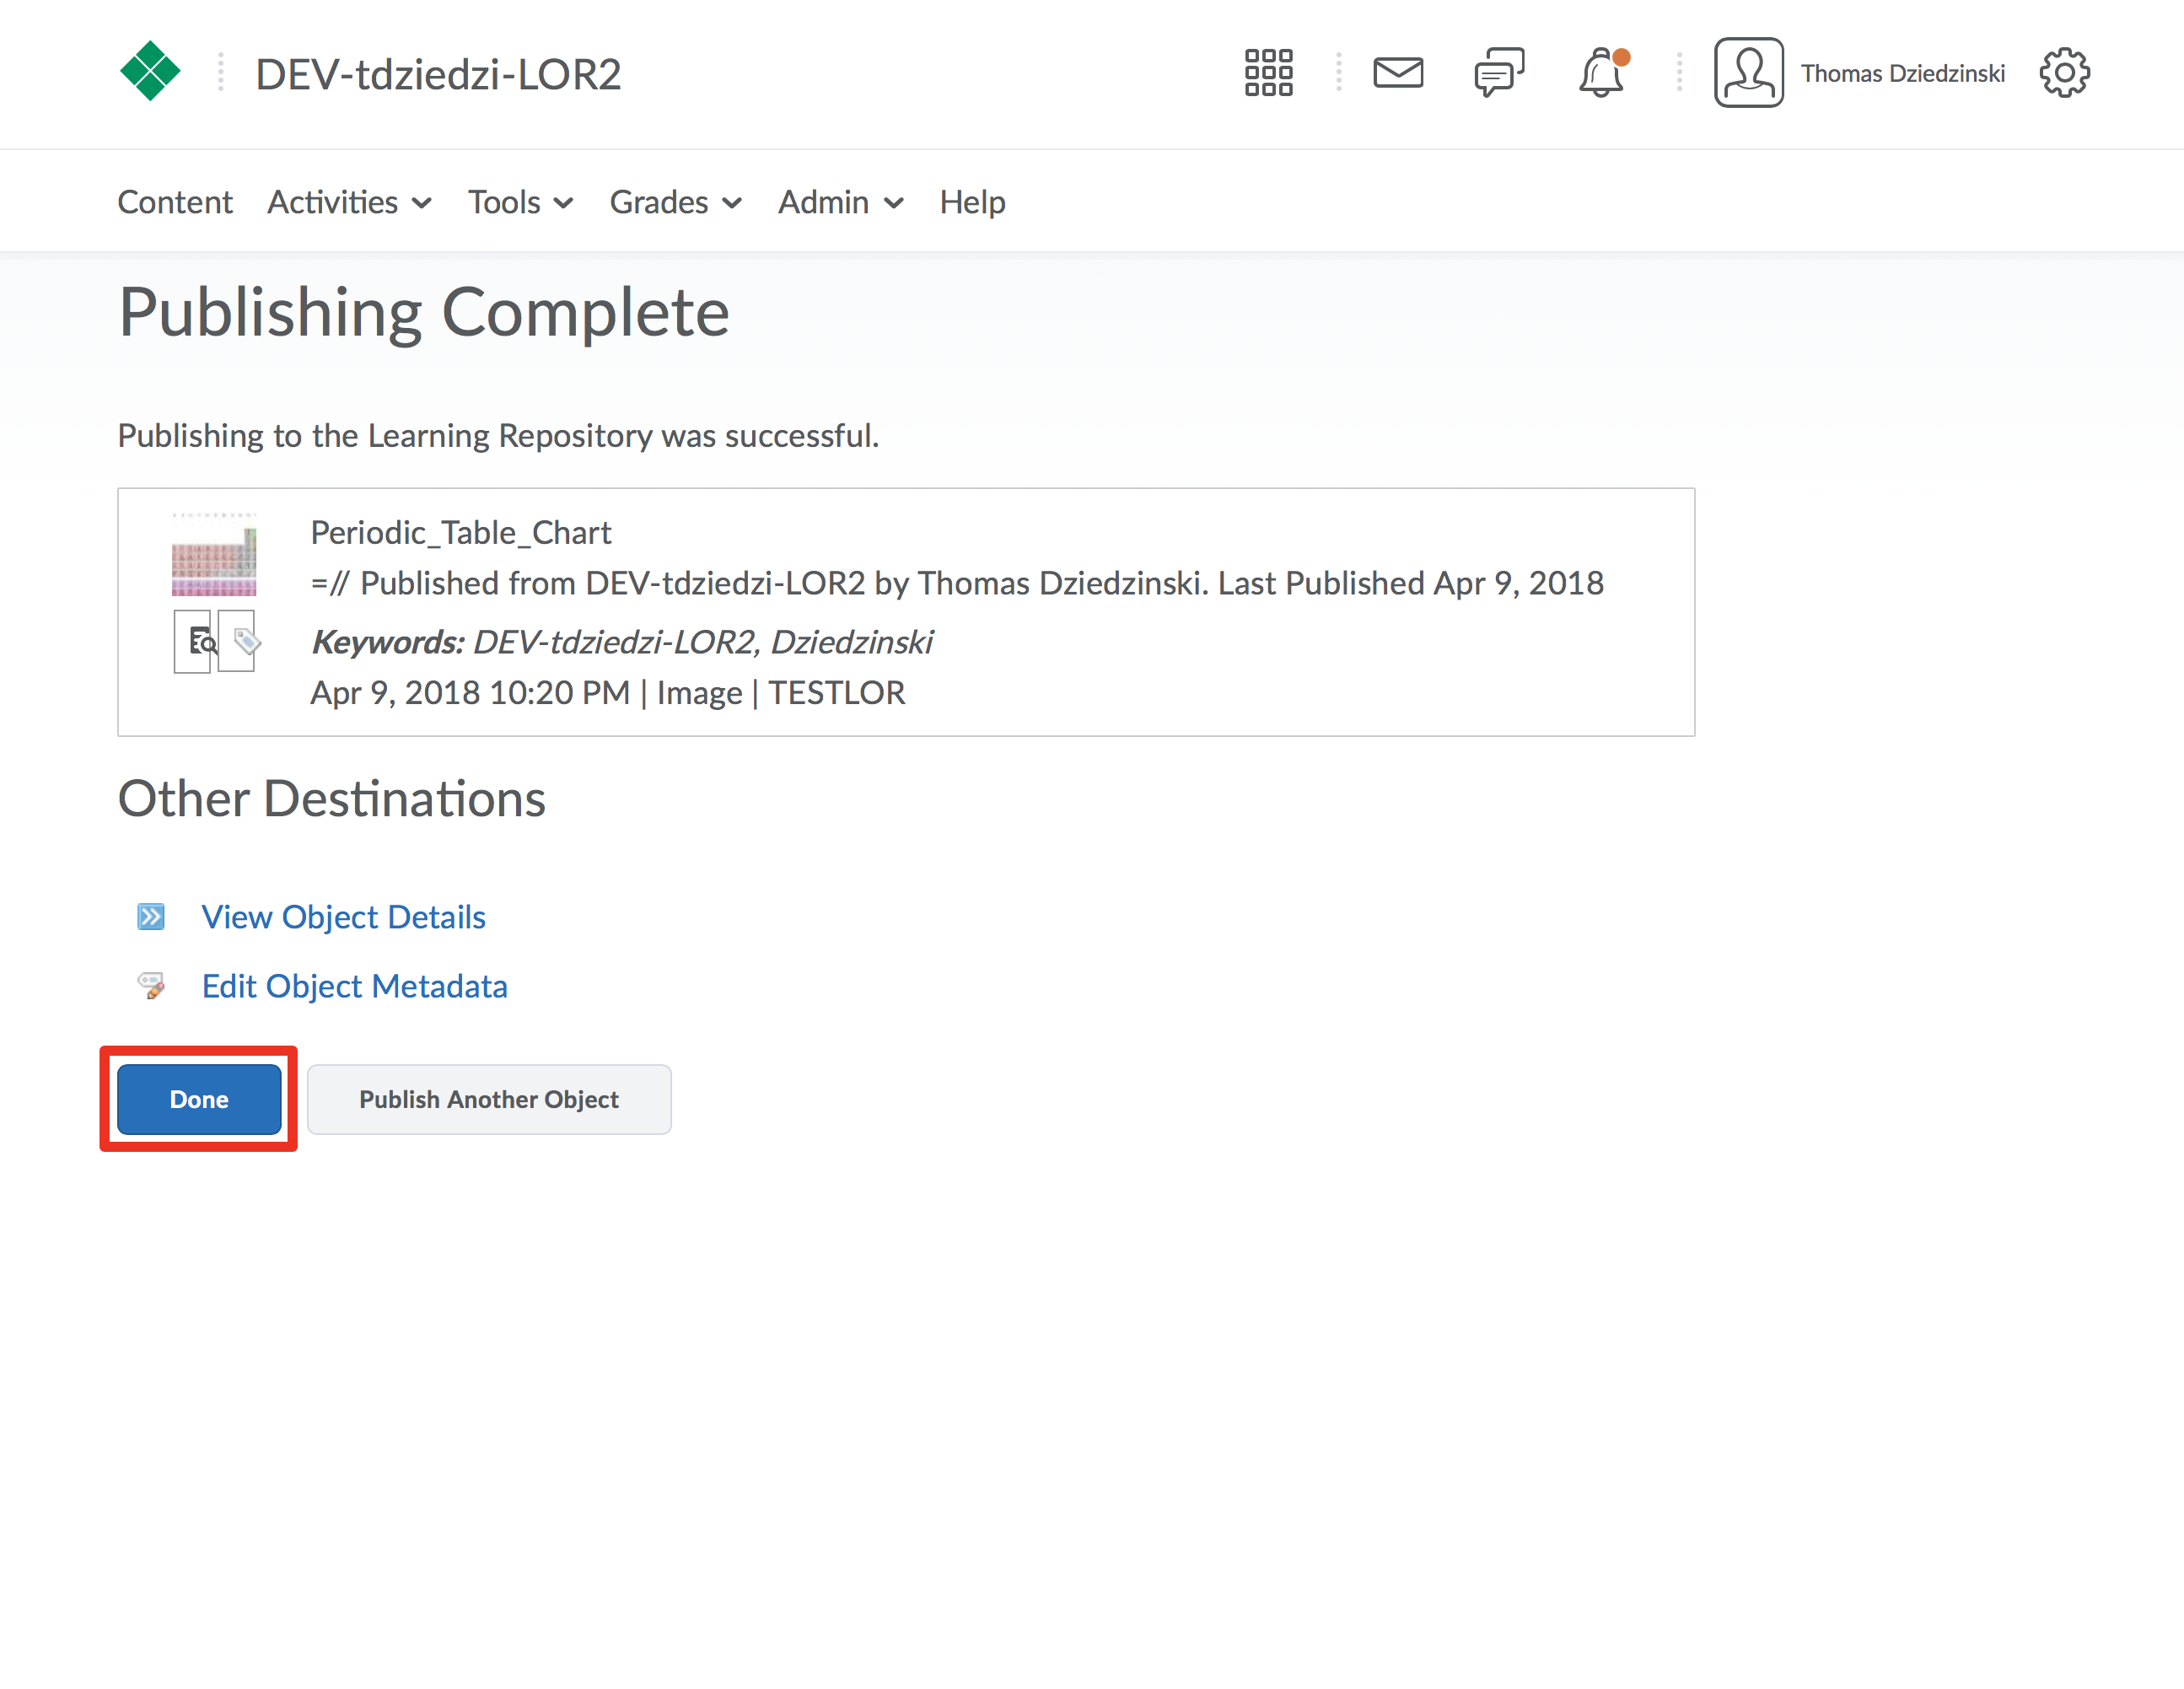 DEV-tdziedzi-LOR2
Thomas Dziedzinski
Content Activities Tools Grades Admin Help
Publishing Complete
Publishing to the Learning Repository was successful.
Periodic_Table_Chart
=// Published from DEV-tdziedzi-LOR2 by Thomas Dziedzinski. Last Published Apr 9, 2018
Keywords: DEV-tdziedzi-LOR2, Dziedzinski
Apr 9, 2018 10:20 PM | Image | TESTLOR
Other Destinations
View Object Details
Edit Object Metadata
Done Publish Another Object